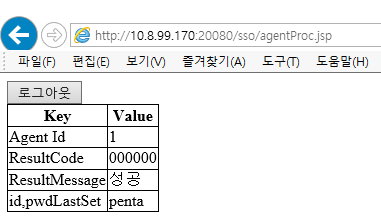 http://10.8.99.170:20080/sso/agentProc.jsp
파일(F) 편집(E) 보기(V) 즐겨찾기(A) 도구(T) 도움말(H)
로그아웃
Key Value
Agent Id 1
ResultCode 000000
ResultMessage 성공
id,pwdLastSet penta